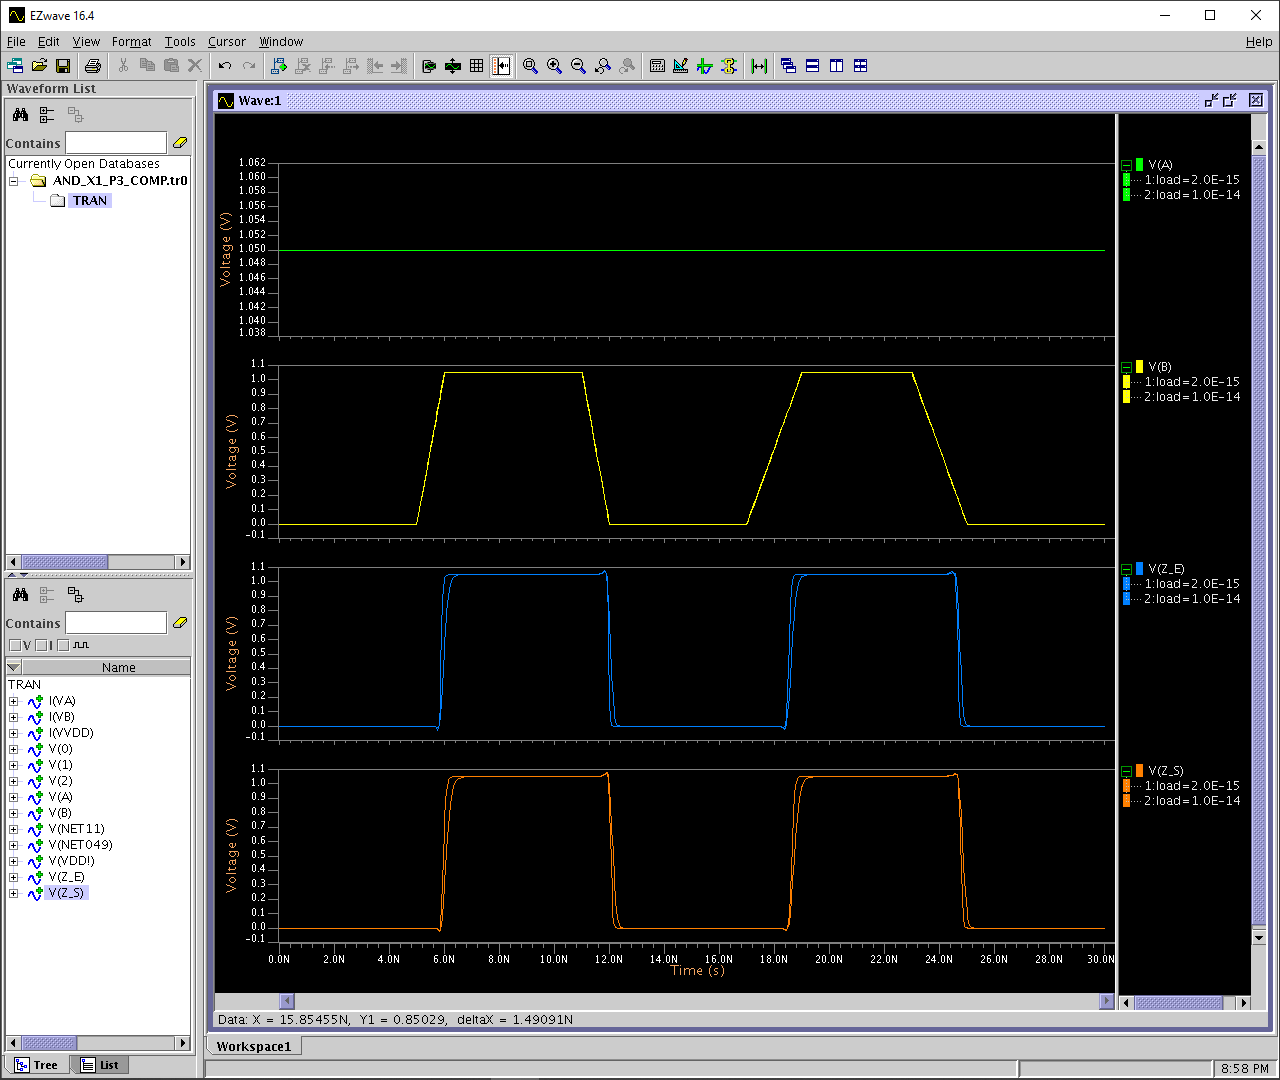 EZwave 16.4
File Edit View Format Tools Cursor Window Help
Waveform List
Contains
Currently Open Databases
AND_X1_P3_COMP.tr0
TRAN
Contains
V I
Name
TRAN
I(VA)
I(VB)
I(VVDD)
V(0)
V(1)
V(2)
V(A)
V(B)
V(NET11)
V(NET049)
V(VDD!)
V(Z_E)
V(Z_S)
Tree List
Wave:1
Voltage (V)
1.062
1.060
1.058
1.056
1.054
1.052
1.050
1.048
1.046
1.044
1.042
1.040
1.038
V(A)
1:load=2.0E-15
2:load=1.0E-14
Voltage (V)
1.1
1.0
0.9
0.8
0.7
0.6
0.5
0.4
0.3
0.2
0.1
0.0
-0.1
V(B)
1:load=2.0E-15
2:load=1.0E-14
Voltage (V)
1.1
1.0
0.9
0.8
0.7
0.6
0.5
0.4
0.3
0.2
0.1
0.0
-0.1
V(Z_E)
1:load=2.0E-15
2:load=1.0E-14
Voltage (V)
1.1
1.0
0.9
0.8
0.7
0.6
0.5
0.4
0.3
0.2
0.1
0.0
-0.1
V(Z_S)
1:load=2.0E-15
2:load=1.0E-14
0.0N 2.0N 4.0N 6.0N 8.0N 10.0N 12.0N 14.0N 16.0N 18.0N 20.0N 22.0N 24.0N 26.0N 28.0N 30.0N
Time (s)
Data: X = 15.85455N, Y1 = 0.85029, deltaX = 1.49091N
Workspace1
8:58 PM